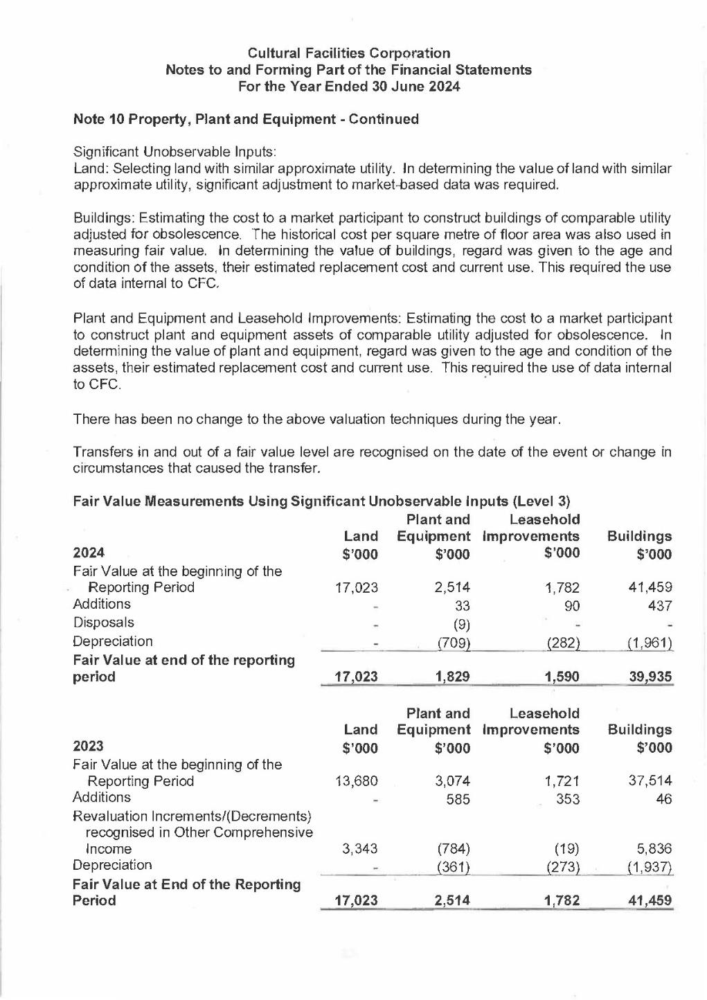 Cultural Facilities Corporation
Notes to and Forming Part of the Financial Statements
For the Year Ended 30 June 2024
Note 10 Property, Plant and Equipment - Continued
Significant Unobservable Inputs:
Land: Selecting land with similar approximate utility. In determining the value of land with similar
approximate utility, significant adjustment to market-based data was required.
Buildings: Estimating the cost to a market participant to construct buildings of comparable utility
adjusted for obsolescence. The historical cost per square metre of floor area was also used in
measuring fair value. In determining the value of buildings, regard was given to the age and
condition of the assets, their estimated replacement cost and current use. This required the use
of data internal to CFC.
Plant and Equipment and Leasehold Improvements: Estimating the cost to a market participant
to construct plant and equipment assets of comparable utility adjusted for obsolescence. In
determining the value of plant and equipment, regard was given to the age and condition of the
assets, their estimated replacement cost and current use. This required the use of data internal
to CFC.
There has been no change to the above valuation techniques during the year.
Transfers in and out of a fair value level are recognised on the date of the event or change in
circumstances that caused the transfer.
Fair Value Measurements Using Significant Unobservable Inputs (Level 3)
Plant and Leasehold
Land Equipment Improvements Buildings
2024 $'000 $'000 $'000 $'000
Fair Value at the beginning of the
Reporting Period 17,023 2,514 1,782 41,459
Additions - 33 90 437
Disposals - (9) - -
Depreciation - (709) (282) (1,961)
Fair Value at end of the reporting
period 17,023 1,829 1,590 39,935
Plant and Leasehold
Land Equipment Improvements Buildings
2023 $'000 $'000 $'000 $'000
Fair Value at the beginning of the
Reporting Period 13,680 3,074 1,721 37,514
Additions - 585 353 46
Revaluation Increments/(Decrements)
recognised in Other Comprehensive
Income 3,343 (784) (19) 5,836
Depreciation - (361) (273) (1,937)
Fair Value at End of the Reporting
Period 17,023 2,514 1,782 41,459